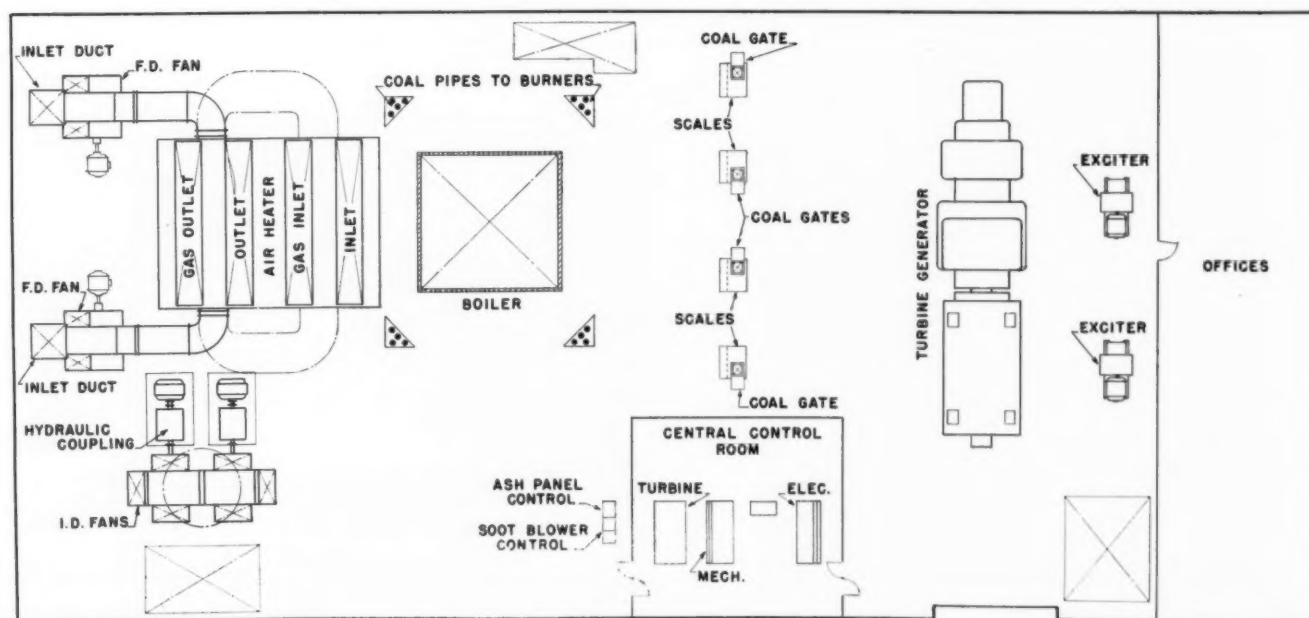 INLET DUCT
F.D. FAN
COAL PIPES TO BURNERS
COAL GATE
SCALES
COAL GATES
SCALES
COAL GATE
GAS OUTLET
OUTLET
AIR HEATER
GAS INLET
INLET
BOILER
F.D. FAN
INLET DUCT
HYDRAULIC
COUPLING
I.D. FANS
TURBINE GENERATOR
EXCITER
EXCITER
OFFICES
CENTRAL CONTROL
ROOM
ASH PANEL
CONTROL
SOOT BLOWER
CONTROL
TURBINE
ELEC.
MECH.